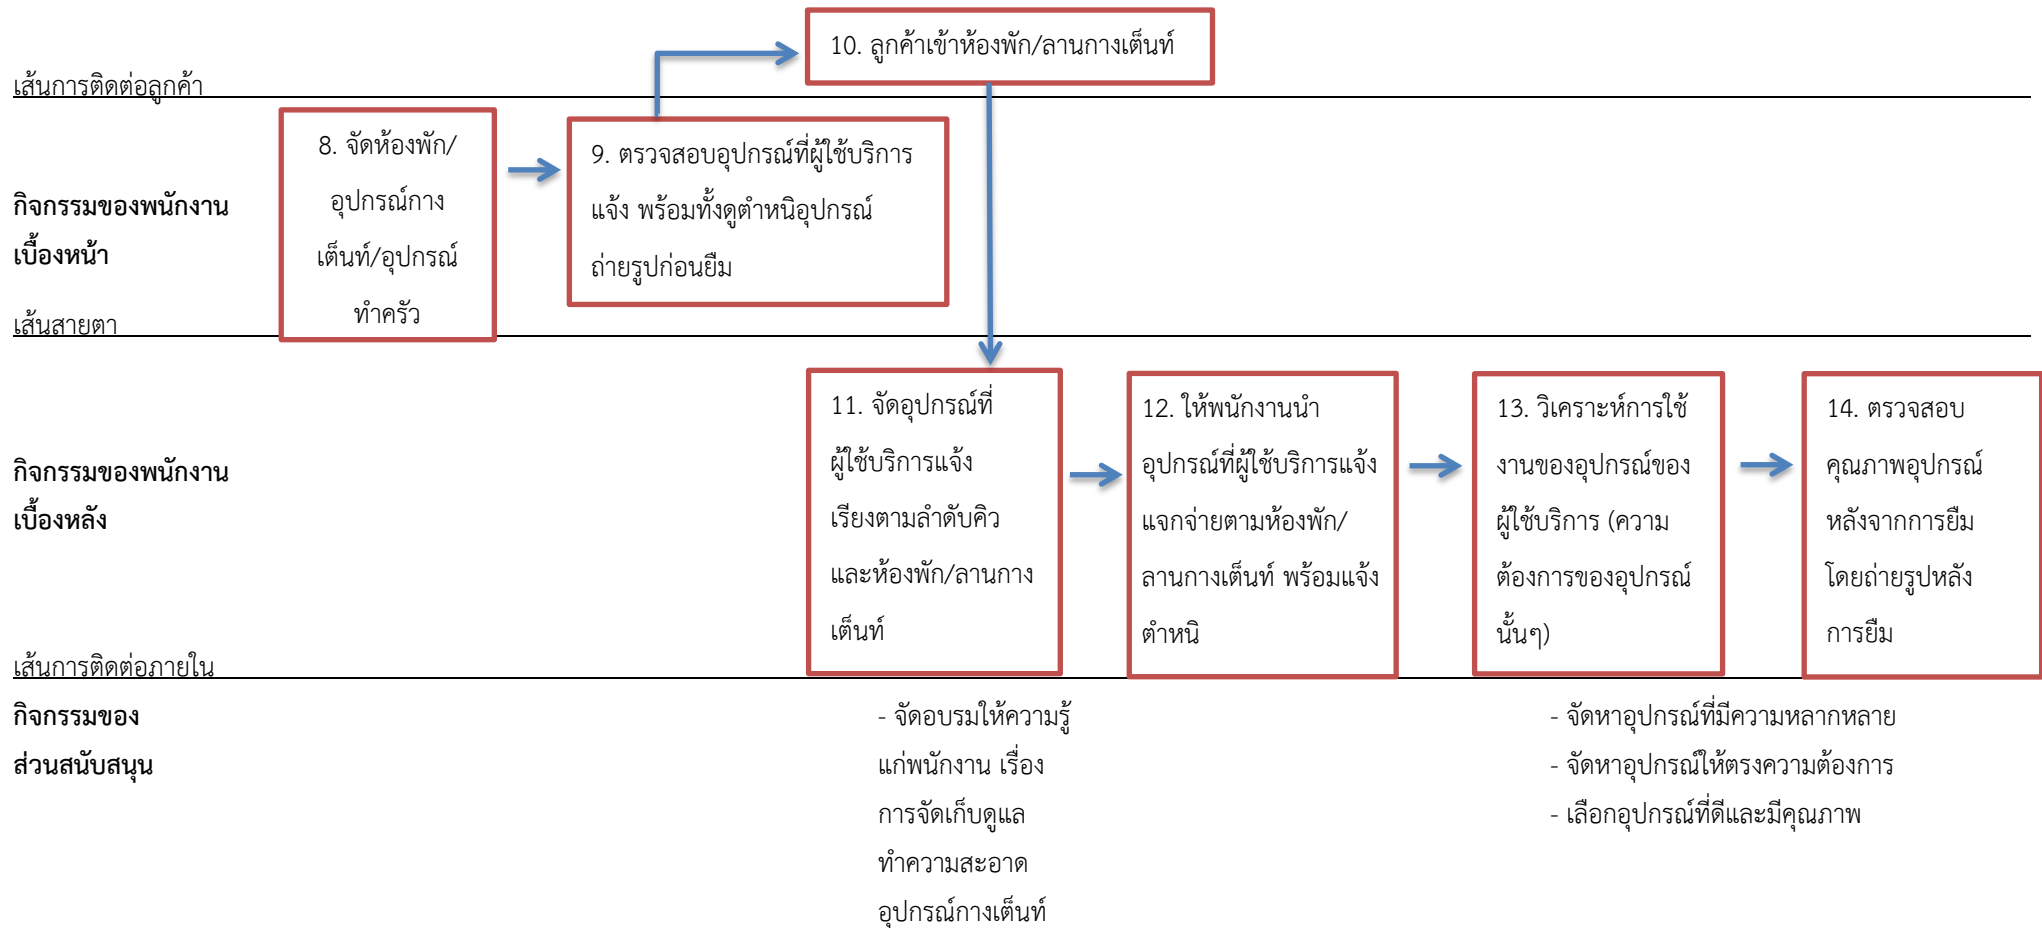 10. ลูกค้าเข้าห้องพัก/ลานกางเต็นท์
เส้นการติดต่อลูกค้า
8. จัดห้องพัก/
อุปกรณ์กาง
เต็นท์/อุปกรณ์
ทำครัว
9. ตรวจสอบอุปกรณ์ที่ผู้ใช้บริการ
แจ้ง พร้อมทั้งดูตำหนิอุปกรณ์
ถ่ายรูปก่อนยืม
กิจกรรมของพนักงาน
เบื้องหน้า
เส้นสายตา
11. จัดอุปกรณ์ที่
ผู้ใช้บริการแจ้ง
เรียงตามลำดับคิว
และห้องพัก/ลานกาง
เต็นท์
12. ให้พนักงานนำ
อุปกรณ์ที่ผู้ใช้บริการแจ้ง
แจกจ่ายตามห้องพัก/
ลานกางเต็นท์ พร้อมแจ้ง
ตำหนิ
13. วิเคราะห์การใช้
งานของอุปกรณ์ของ
ผู้ใช้บริการ (ความ
ต้องการของอุปกรณ์
นั้นๆ)
14. ตรวจสอบ
คุณภาพอุปกรณ์
หลังจากการยืม
โดยถ่ายรูปหลัง
การยืม
กิจกรรมของพนักงาน
เบื้องหลัง
เส้นการติดต่อภายใน
กิจกรรมของ
ส่วนสนับสนุน
- จัดอบรมให้ความรู้
แก่พนักงาน เรื่อง
การจัดเก็บดูแล
ทำความสะอาด
อุปกรณ์กางเต็นท์
- จัดหาอุปกรณ์ที่มีความหลากหลาย
- จัดหาอุปกรณ์ให้ตรงความต้องการ
- เลือกอุปกรณ์ที่ดีและมีคุณภาพ